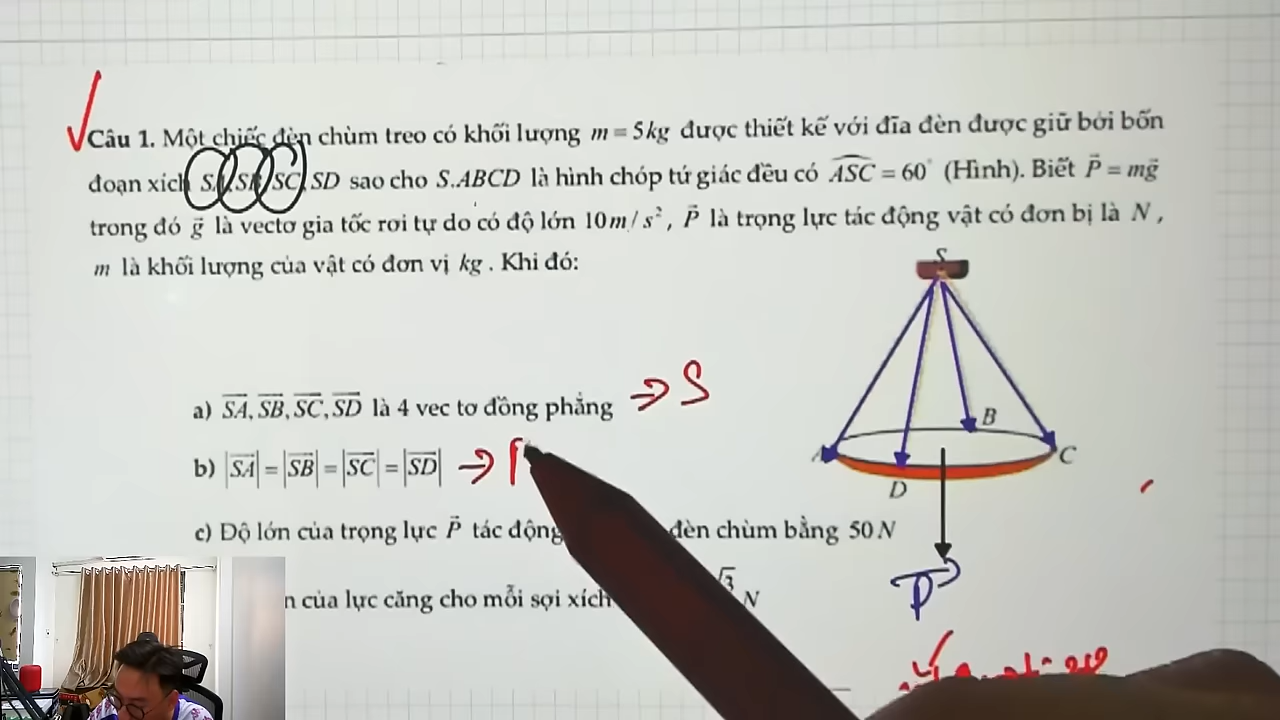 Câu 1. Một chiếc đèn chùm treo có khối lượng m = 5kg được thiết kế với đĩa đèn được giữ bởi bốn
đoạn xích SA, SB, SC, SD sao cho S.ABCD là hình chóp tứ giác đều có ASC = 60° (Hình). Biết P⃗ = mg⃗
trong đó g⃗ là vectơ gia tốc rơi tự do có độ lớn 10m/s², P⃗ là trọng lực tác động vật có đơn bị là N,
m là khối lượng của vật có đơn vị kg. Khi đó:
S
a) SA, SB, SC, SD là 4 vec tơ đồng phẳng → S
B
b) |SA| = |SB| = |SC| = |SD| →
A C
D
c) Độ lớn của trọng lực P⃗ tác động đèn chùm bằng 50N
P
n của lực căng cho mỗi sợi xích √3 N